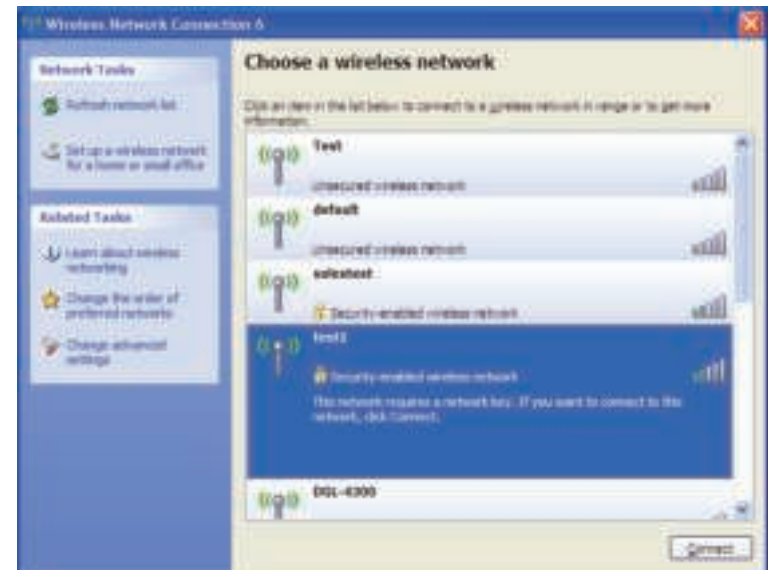 Wireless Network Connection 6
Network Tasks
Refresh network list
Set up a wireless network
for a home or small office
Related Tasks
Learn about wireless
networking
Change the order of
preferred networks
Change advanced
settings
Choose a wireless network
Click an item in the list below to connect to a wireless network in range or to get more
information.
Test
Unsecured wireless network
default
Unsecured wireless network
Security-enabled wireless network
test1
Security-enabled wireless network
This network requires a network key. If you want to connect to this
network, click Connect.
DGL-4300
Connect